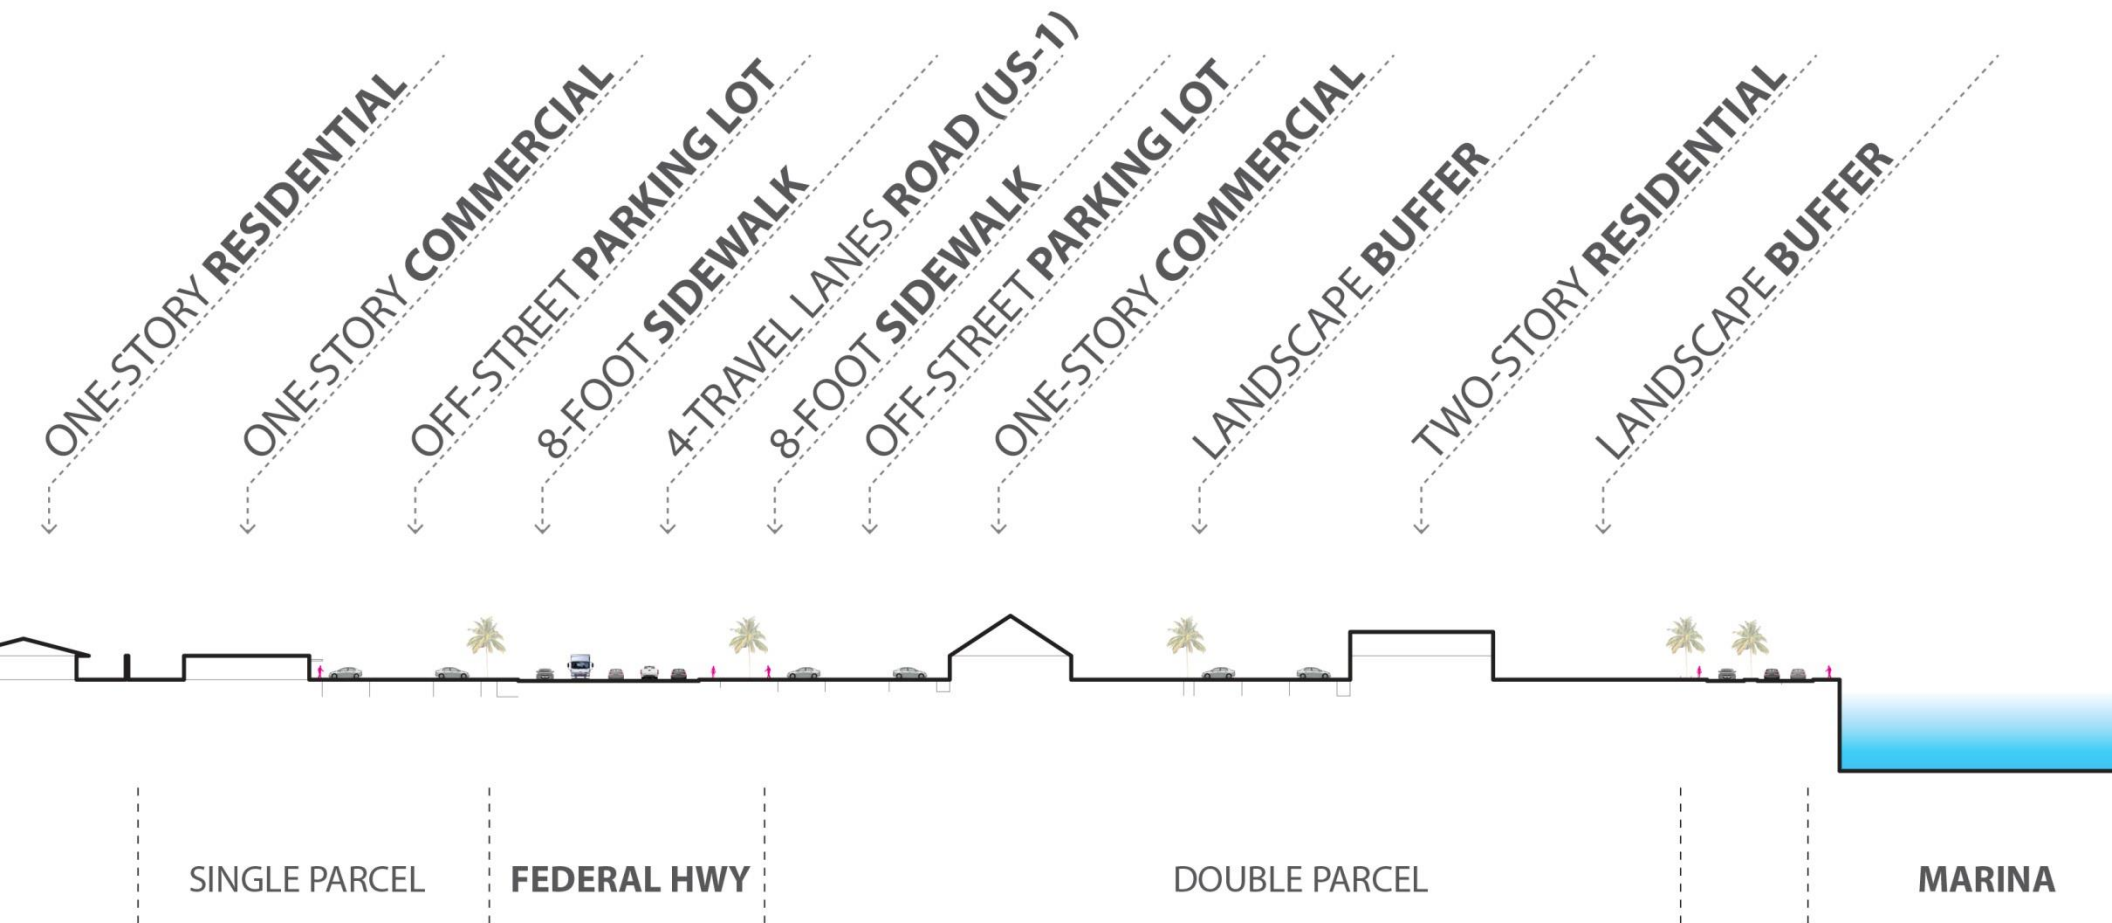 ONE-STORY RESIDENTIAL
ONE-STORY COMMERCIAL
OFF-STREET PARKING LOT
8-FOOT SIDEWALK
4-TRAVEL LANES ROAD (US-1)
8-FOOT SIDEWALK
OFF-STREET PARKING LOT
ONE-STORY COMMERCIAL
LANDSCAPE BUFFER
TWO-STORY RESIDENTIAL
LANDSCAPE BUFFER
SINGLE PARCEL
FEDERAL HWY
DOUBLE PARCEL
MARINA